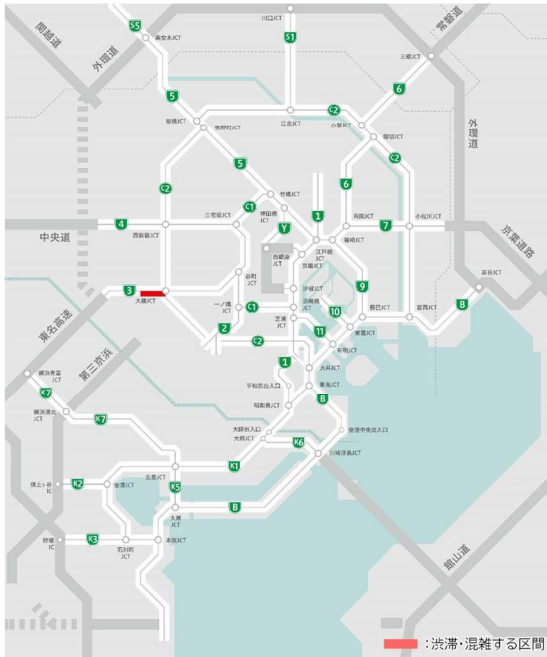 川口JCT
関越道
外環道
常磐道
S5
美女木JCT
S1
三郷JCT
5
6
C2
板橋JCT
熊野町JCT
江北JCT
小菅JCT
堀切JCT
外環道
5
C2
C2
竹橋JCT
6
C1
神田橋JCT
三宅坂JCT
1
両国JCT
小松川JCT
4
Y
7
中央道
西新宿JCT
江戸橋JCT
箱崎JCT
京葉道路
西銀座JCT
京橋JCT
谷町JCT
汐留JCT
9
高谷JCT
3
一ノ橋JCT
浜崎橋JCT
10
辰巳JCT
葛西JCT
B
大橋JCT
C1
芝浦JCT
11
東雲JCT
東名高速
2
C2
有明JCT
第三京浜
1
大井JCT
横浜青葉JCT
平和島出入口
東海JCT
K7
B
昭和島JCT
横浜港北JCT
K7
大師出入口
空港中央出入口
大師JCT
K6
川崎浮島JCT
K1
生麦JCT
保土ヶ谷IC
K2
金港JCT
K5
B
大黒JCT
狩場IC
K3
石川町JCT
本牧JCT
館山道
:渋滞・混雑する区間